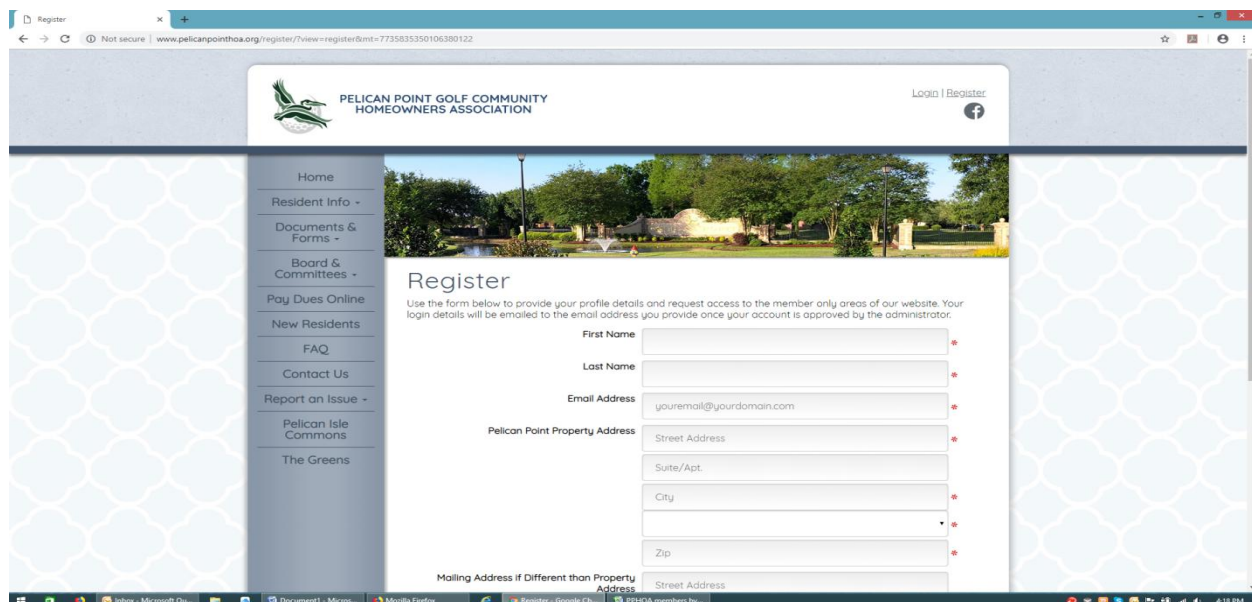 Register
Not secure | www.pelicanpointhoa.org/register/?view=register&mt=7735835350106380122
PELICAN POINT GOLF COMMUNITY
HOMEOWNERS ASSOCIATION
Login | Register
Home
Resident Info
Documents &
Forms
Board &
Committees
Pay Dues Online
New Residents
FAQ
Contact Us
Report an Issue
Pelican Isle
Commons
The Greens
Register
Use the form below to provide your profile details and request access to the member only areas of our website. Your
login details will be emailed to the email address you provide once your account is approved by the administrator.
First Name
*
Last Name
*
Email Address
youremail@yourdomain.com *
Pelican Point Property Address
Street Address *
Suite/Apt.
City *
*
Zip *
Mailing Address if Different than Property
Address
Street Address
Inbox - Microsoft Ou...
Document1 - Micros...
Mozilla Firefox
Register - Google Ch...
PPHOA members by...
4:18 PM